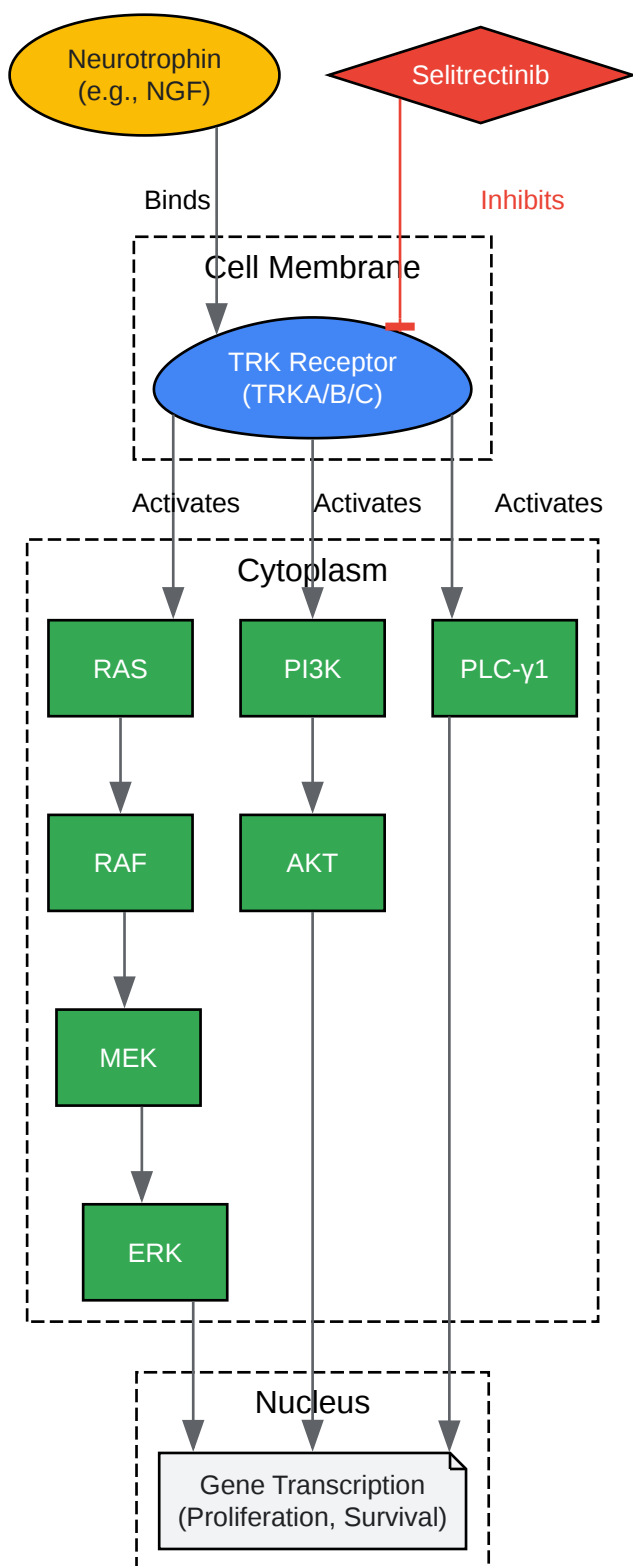 Neurotrophin
(e.g., NGF)
Selitrectinib
Binds
Inhibits
Cell Membrane
TRK Receptor
(TRKA/B/C)
Activates
Activates
Activates
Cytoplasm
RAS
PI3K
PLC-γ1
RAF
AKT
MEK
ERK
Nucleus
Gene Transcription
(Proliferation, Survival)